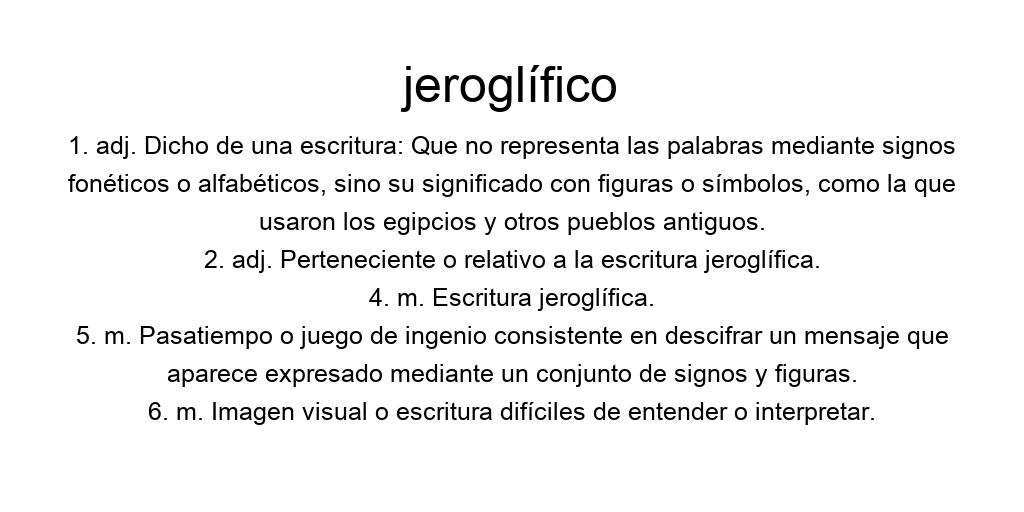 jeroglífico
1. adj. Dicho de una escritura: Que no representa las palabras mediante signos
fonéticos o alfabéticos, sino su significado con figuras o símbolos, como la que
usaron los egipcios y otros pueblos antiguos.
2. adj. Perteneciente o relativo a la escritura jeroglífica.
4. m. Escritura jeroglífica.
5. m. Pasatiempo o juego de ingenio consistente en descifrar un mensaje que
aparece expresado mediante un conjunto de signos y figuras.
6. m. Imagen visual o escritura difíciles de entender o interpretar.